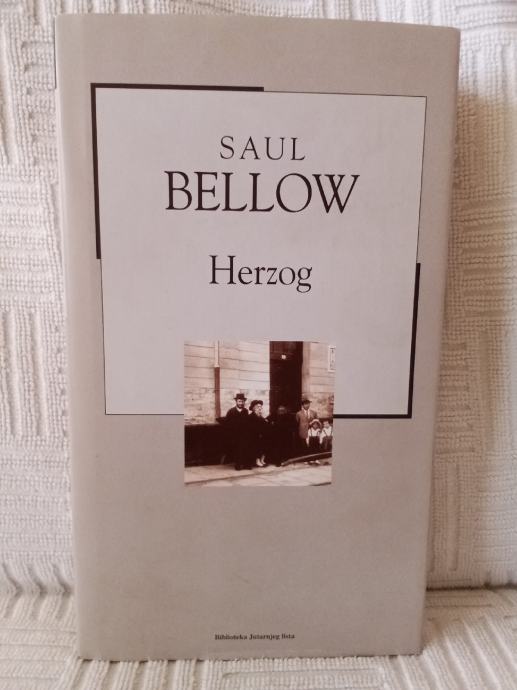 SAUL
BELLOW
Herzog
Biblioteka Jutarnjeg lista